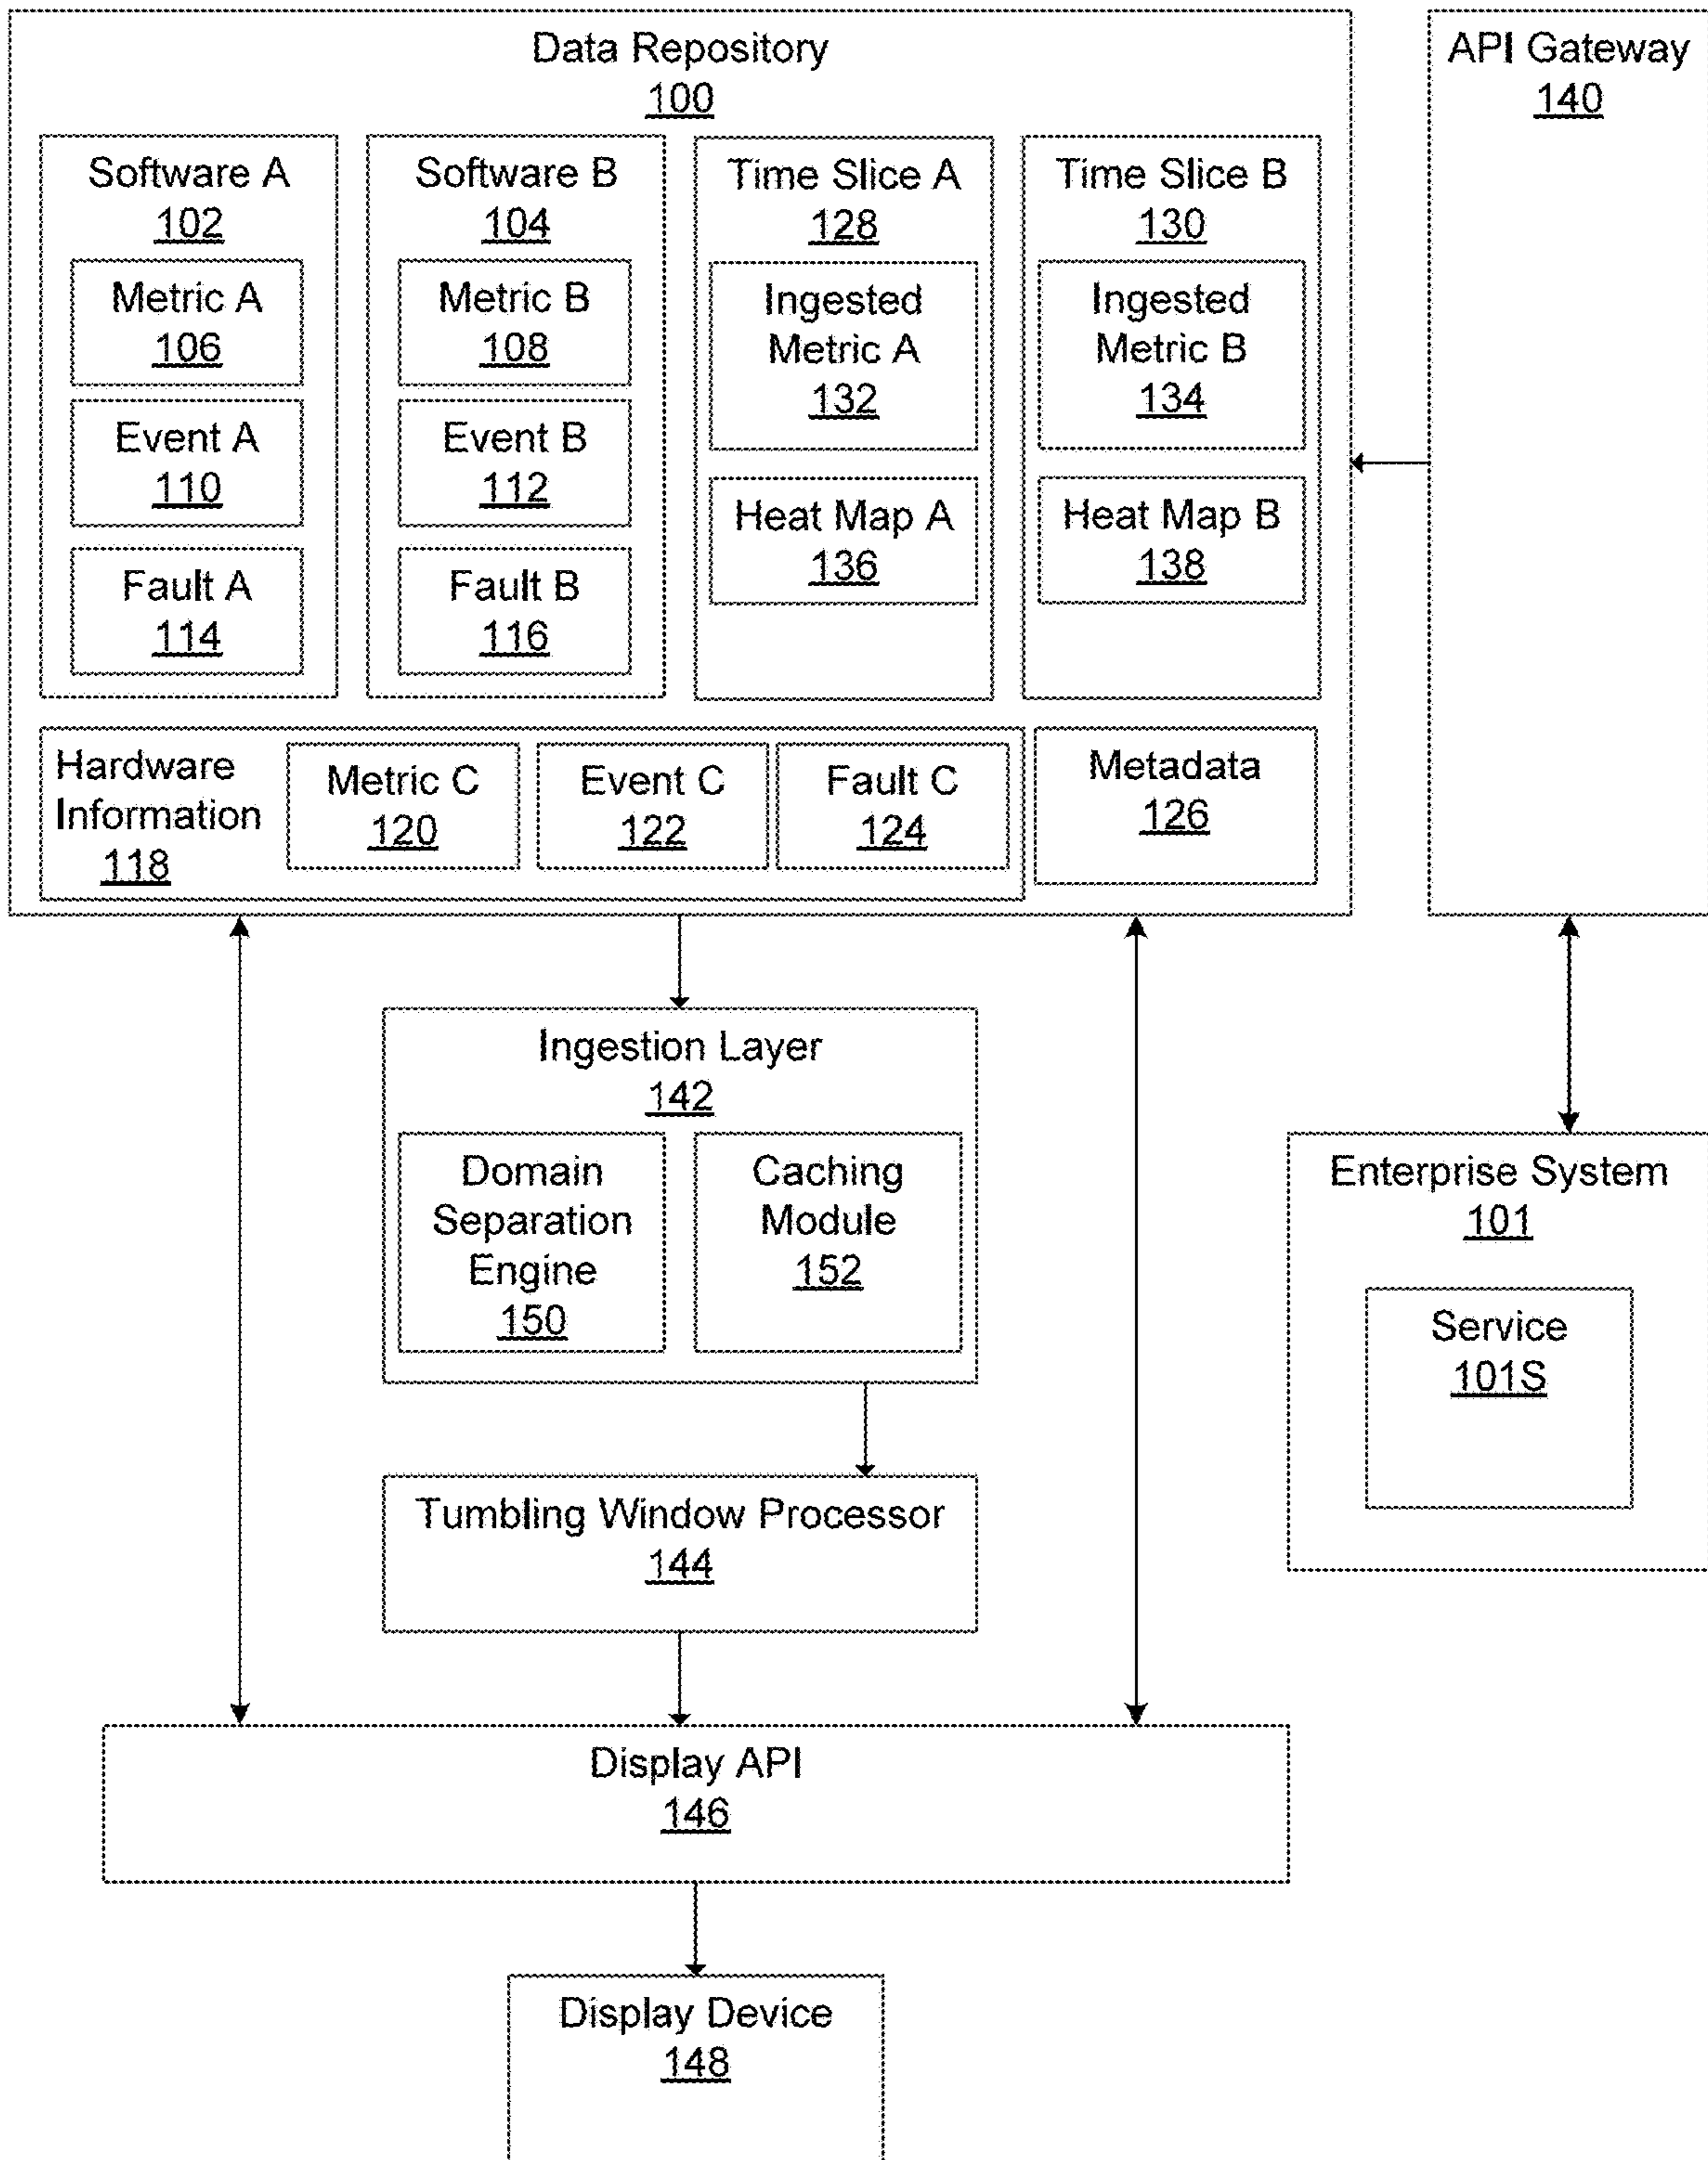 Data Repository
100
API Gateway
140
Software A
102
Metric A
106
Event A
110
Fault A
114
Software B
104
Metric B
108
Event B
112
Fault B
116
Time Slice A
128
Ingested
Metric A
132
Heat Map A
136
Time Slice B
130
Ingested
Metric B
134
Heat Map B
138
Hardware
Information
118
Metric C
120
Event C
122
Fault C
124
Metadata
126
Ingestion Layer
142
Domain
Separation
Engine
150
Caching
Module
152
Enterprise System
101
Service
101S
Tumbling Window Processor
144
Display API
146
Display Device
148